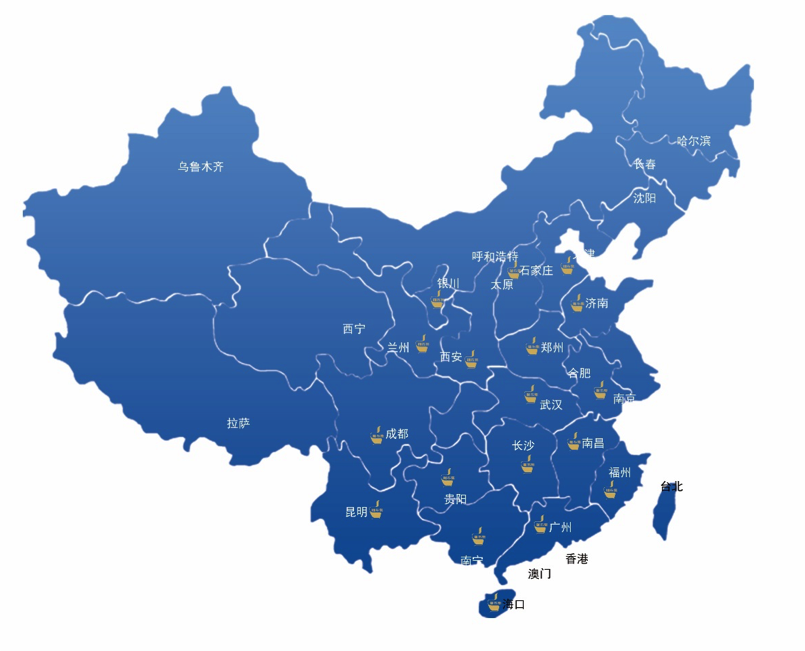 哈尔滨
长春
乌鲁木齐
沈阳
呼和浩特
石家庄
银川
太原
济南
西宁
兰州
西安
郑州
合肥
南京
武汉
拉萨
成都
长沙
南昌
福州
台北
贵阳
昆明
广州
南宁
香港
澳门
海口